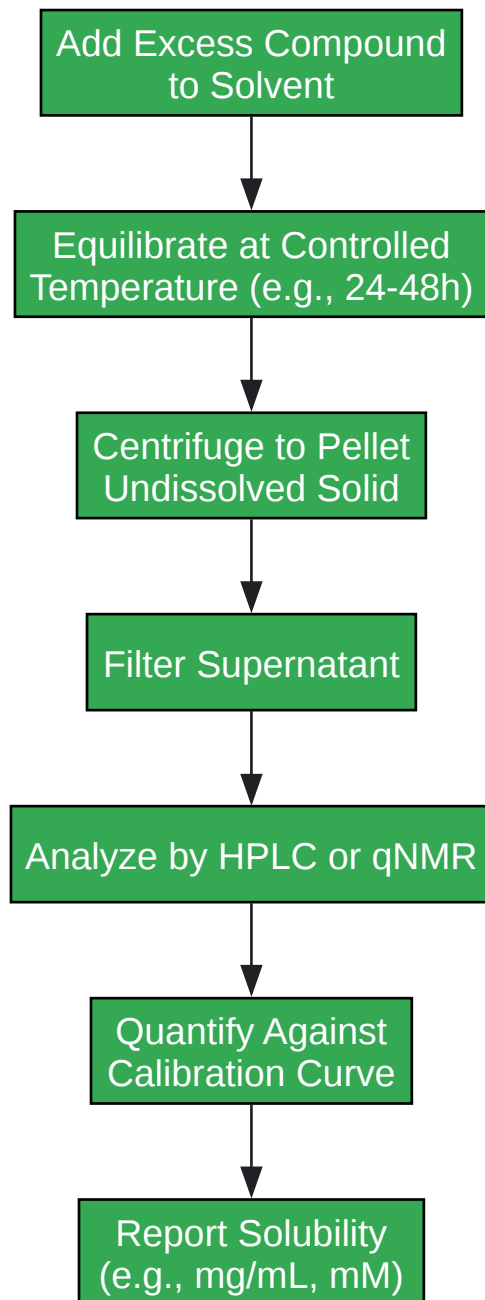 Add Excess Compound
to Solvent
Equilibrate at Controlled
Temperature (e.g., 24-48h)
Centrifuge to Pellet
Undissolved Solid
Filter Supernatant
Analyze by HPLC or qNMR
Quantify Against
Calibration Curve
Report Solubility
(e.g., mg/mL, mM)